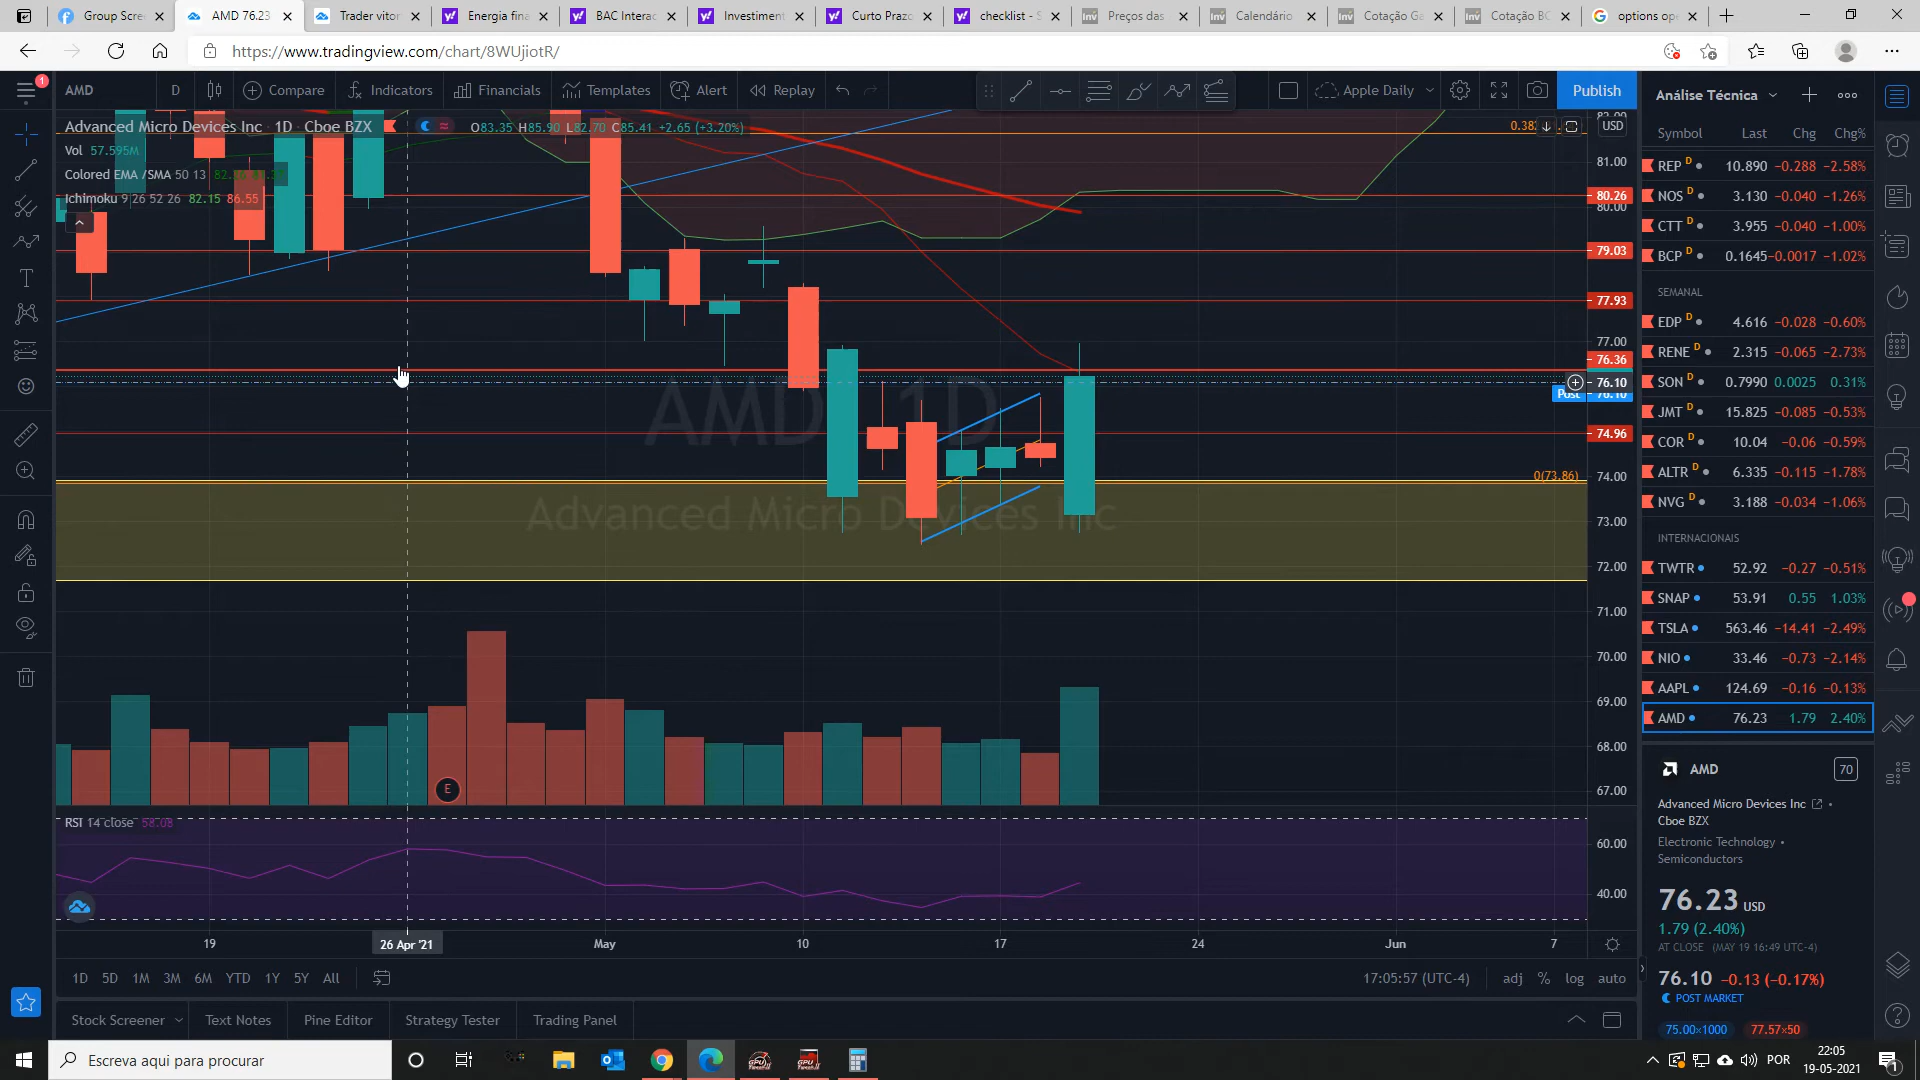 Group Scree
AMD 76.23
Trader vitor
Energia fina
BAC Interac
Investiment
Curto Prazo
checklist - S
Preços das
Calendário
Cotação Ga
Cotação BC
options ope
https://www.tradingview.com/chart/8WUjiotR/
1
AMD
D
Compare
Indicators
Financials
Templates
Alert
Replay
Apple Daily
Publish
Análise Técnica
Advanced Micro Devices Inc · 1D · Cboe BZX
O83.35 H85.90 L82.70 C85.41 +2.65 (+3.20%)
Vol 57.595M
Colored EMA /SMA 50 13
Ichimoku 9 26 52 26 82.15 86.55
USD
81.00
80.26
80.00
79.03
77.93
77.00
76.36
76.10
Post 76.10
74.96
0(73.86)
74.00
73.00
72.00
71.00
70.00
69.00
68.00
67.00
AMD, 1D
Advanced Micro Devices Inc
E
RSI 14 close 58.08
60.00
40.00
19
26 Apr '21
May
10
17
24
Jun
7
1D 5D 1M 3M 6M YTD 1Y 5Y All
17:05:57 (UTC-4)
adj % log auto
Stock Screener
Text Notes
Pine Editor
Strategy Tester
Trading Panel
Symbol Last Chg Chg%
REP D 10.890 −0.288 −2.58%
NOS D 3.130 −0.040 −1.26%
CTT D 3.955 −0.040 −1.00%
BCP D 0.1645 −0.0017 −1.02%
SEMANAL
EDP D 4.616 −0.028 −0.60%
RENE D 2.315 −0.065 −2.73%
SON D 0.7990 0.0025 0.31%
JMT D 15.825 −0.085 −0.53%
COR D 10.04 −0.06 −0.59%
ALTR D 6.335 −0.115 −1.78%
NVG D 3.188 −0.034 −1.06%
INTERNACIONAIS
TWTR 52.92 −0.27 −0.51%
SNAP 53.91 0.55 1.03%
TSLA 563.46 −14.41 −2.49%
NIO 33.46 −0.73 −2.14%
AAPL 124.69 −0.16 −0.13%
AMD 76.23 1.79 2.40%
AMD
70
Advanced Micro Devices Inc •
Cboe BZX
Electronic Technology •
Semiconductors
76.23 USD
1.79 (2.40%)
AT CLOSE (MAY 19 16:49 UTC-4)
76.10 −0.13 (−0.17%)
POST MARKET
75.00×1000
77.57×50
Escreva aqui para procurar
POR
22:05
19-05-2021
1